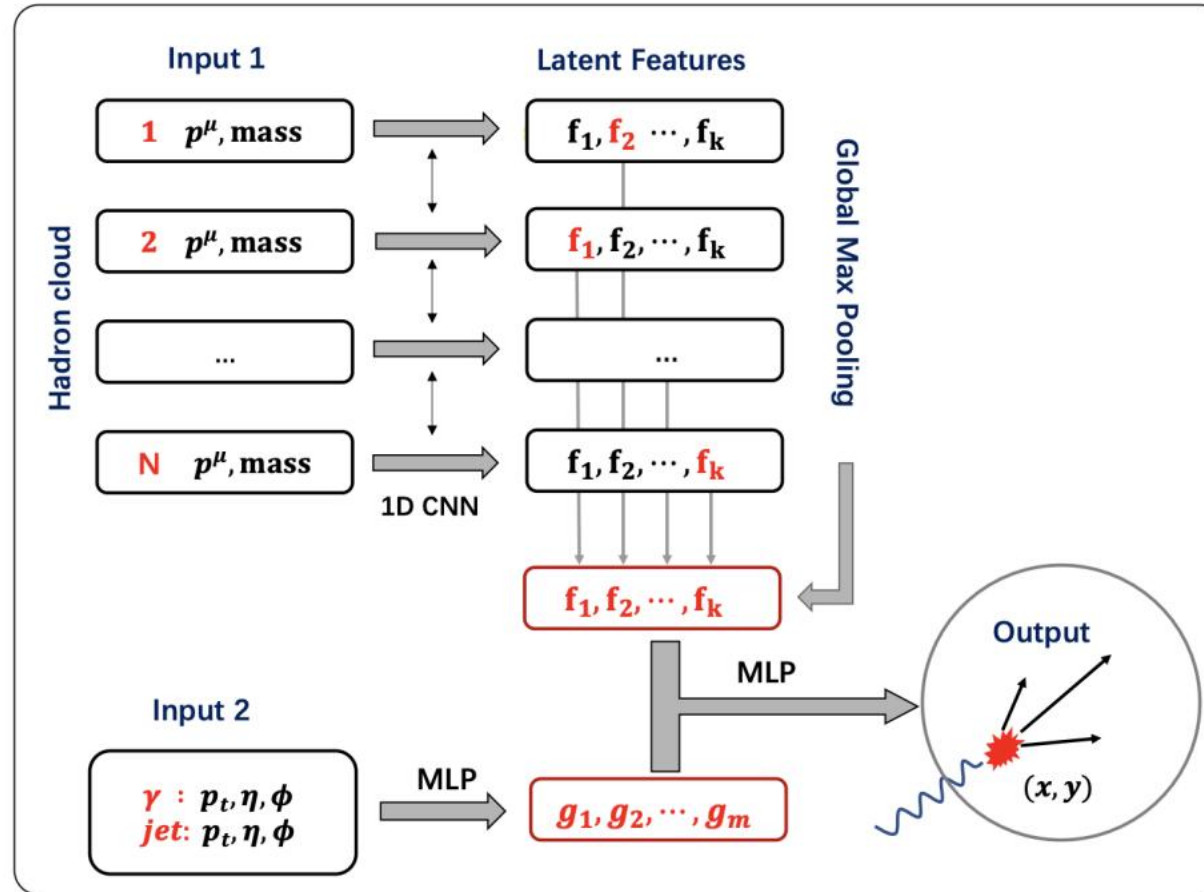 Input 1
Latent Features
Hadron cloud
1 p^μ, mass
f₁, f₂ ⋯, fₖ
2 p^μ, mass
f₁, f₂, ⋯, fₖ
...
...
N p^μ, mass
f₁, f₂, ⋯, fₖ
1D CNN
Global Max Pooling
f₁, f₂, ⋯, fₖ
MLP
Output
(x, y)
Input 2
γ : pₜ, η, ϕ
jet: pₜ, η, ϕ
MLP
g₁, g₂, ⋯, gₘ